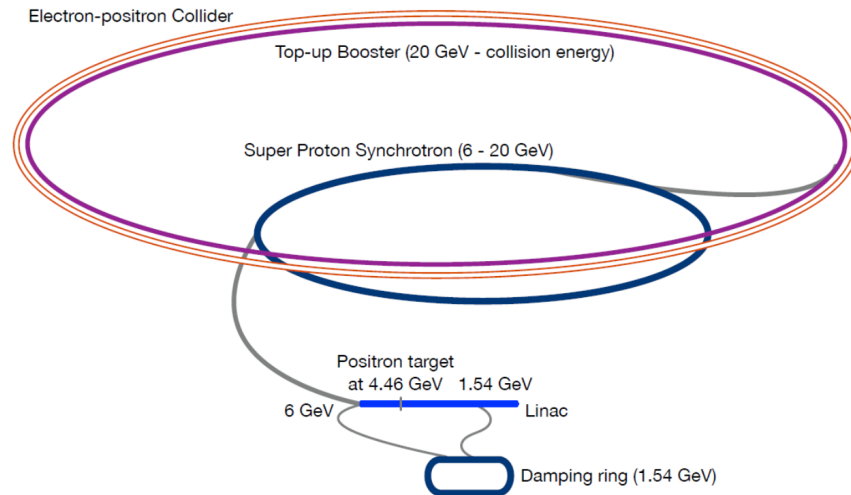 Electron-positron Collider
Top-up Booster (20 GeV - collision energy)
Super Proton Synchrotron (6 - 20 GeV)
Positron target
at 4.46 GeV
1.54 GeV
6 GeV
Linac
Damping ring (1.54 GeV)